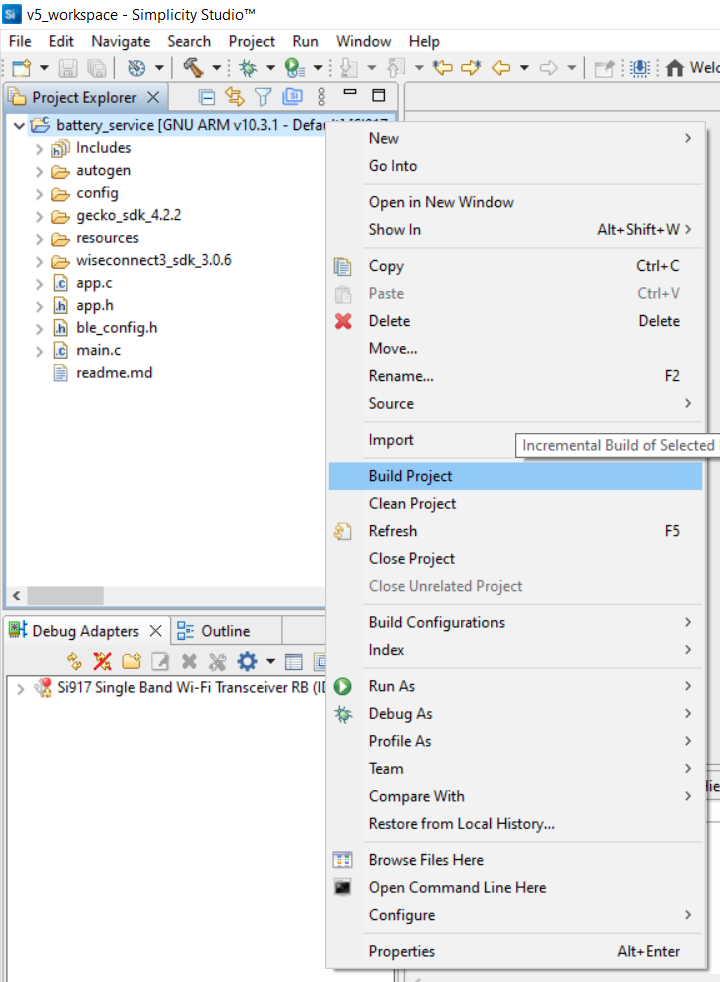 v5_workspace - Simplicity Studio™
File Edit Navigate Search Project Run Window Help
Project Explorer
battery_service [GNU ARM v10.3.1 - Default] [Si917
Includes
autogen
config
gecko_sdk_4.2.2
resources
wiseconnect3_sdk_3.0.6
app.c
app.h
ble_config.h
main.c
readme.md
Debug Adapters Outline
Si917 Single Band Wi-Fi Transceiver RB (ID
New
Go Into
Open in New Window
Show In Alt+Shift+W
Copy Ctrl+C
Paste Ctrl+V
Delete Delete
Move...
Rename... F2
Source
Import
Incremental Build of Selected
Build Project
Clean Project
Refresh F5
Close Project
Close Unrelated Project
Build Configurations
Index
Run As
Debug As
Profile As
Team
Compare With
Restore from Local History...
Browse Files Here
Open Command Line Here
Configure
Properties Alt+Enter